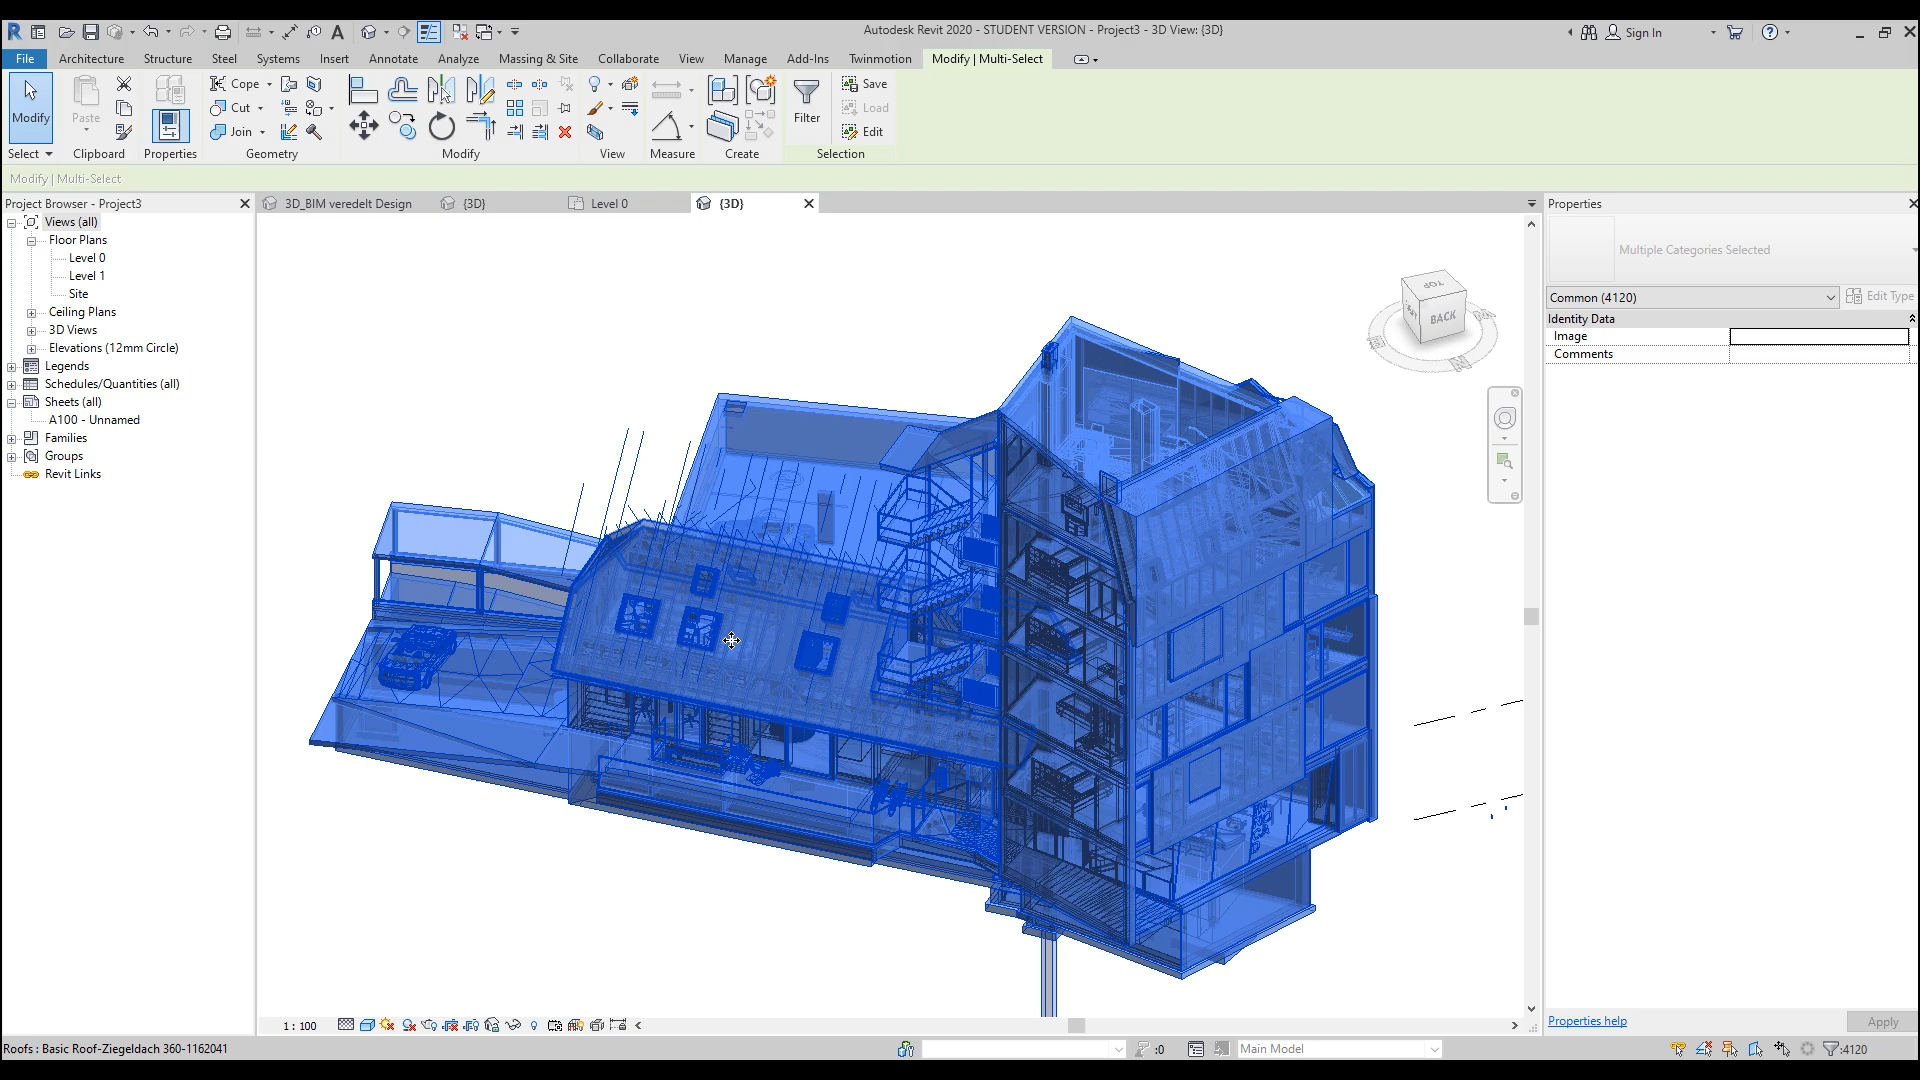 Autodesk Revit 2020 - STUDENT VERSION - Project3 - 3D View: {3D}
Sign In
File Architecture Structure Steel Systems Insert Annotate Analyze Massing & Site Collaborate View Manage Add-Ins Twinmotion Modify | Multi-Select
Modify
Paste
Cope
Cut
Join
Filter
Save
Load
Edit
Select Clipboard Properties Geometry Modify View Measure Create Selection
Modify | Multi-Select
Project Browser - Project3
3D_BIM veredelt Design
{3D}
Level 0
{3D}
Properties
Views (all)
Floor Plans
Level 0
Level 1
Site
Ceiling Plans
3D Views
Elevations (12mm Circle)
Legends
Schedules/Quantities (all)
Sheets (all)
A100 - Unnamed
Families
Groups
Revit Links
TOP
BACK
Multiple Categories Selected
Common (4120)
Edit Type
Identity Data
Image
Comments
1 : 100
Properties help
Apply
Roofs : Basic Roof-Ziegeldach 360-1162041
:0
Main Model
:4120